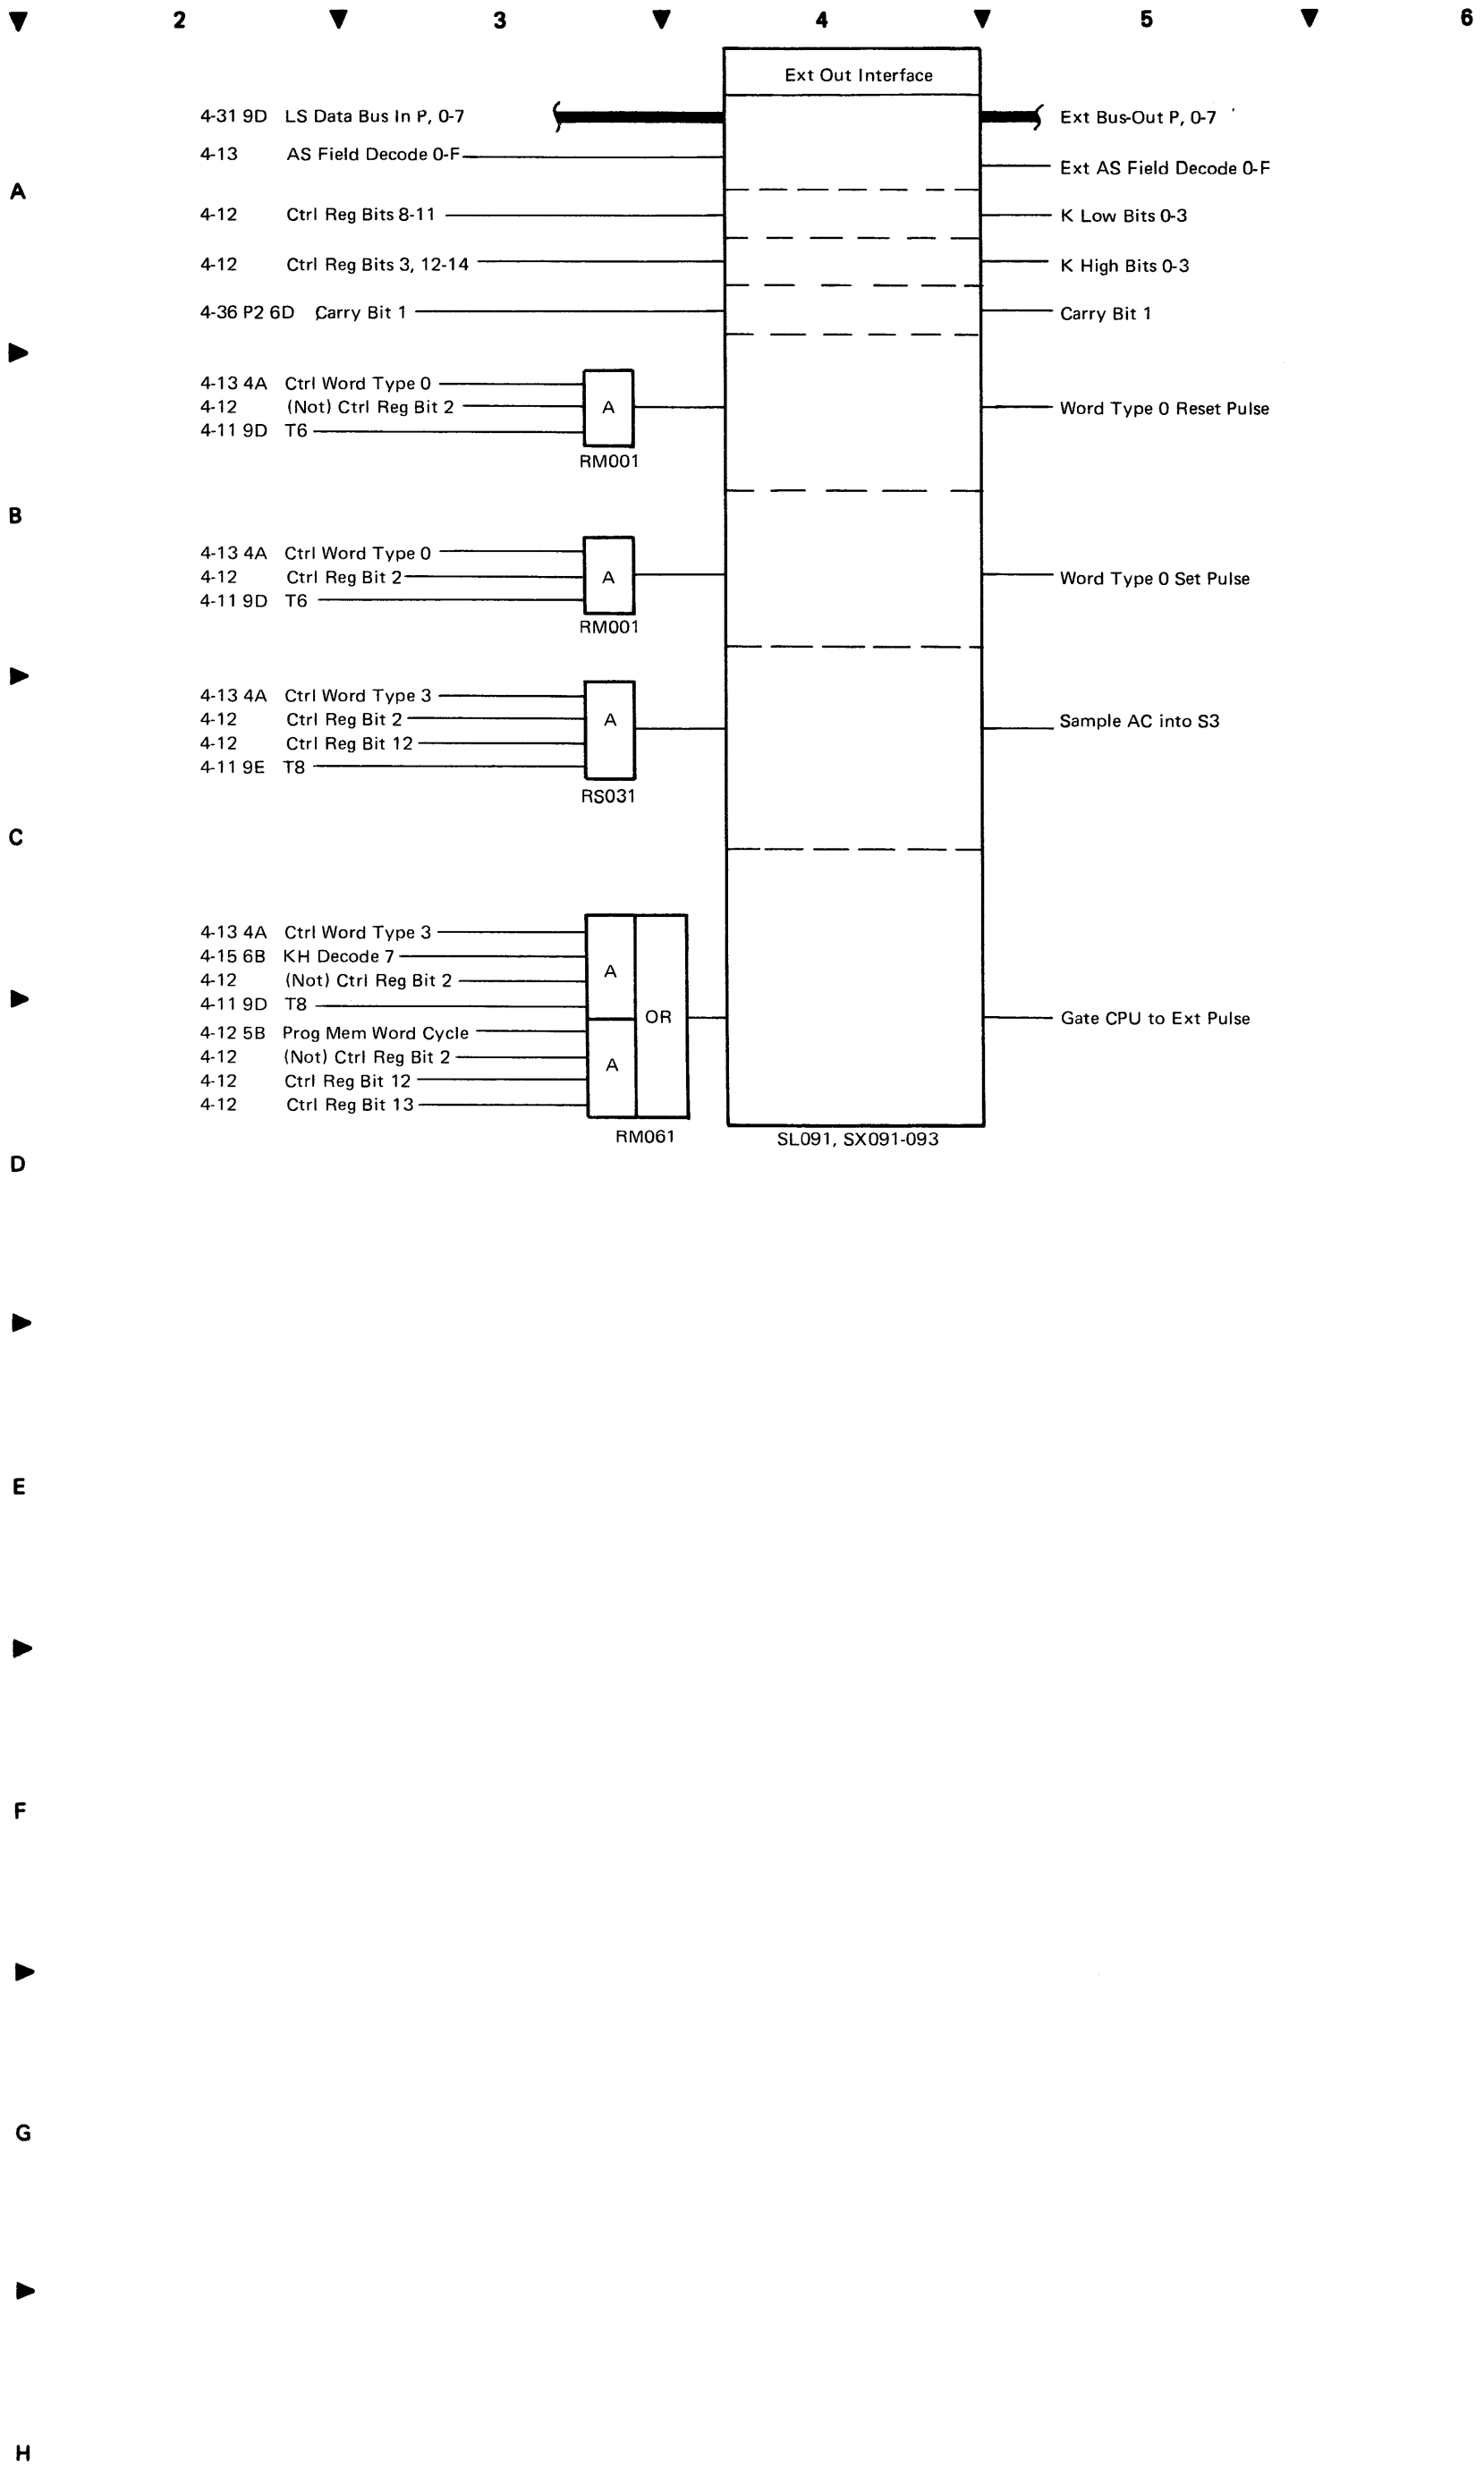 2 3 4 5 6
Ext Out Interface
4-31 9D LS Data Bus In P, 0-7 Ext Bus-Out P, 0-7
4-13 AS Field Decode 0-F Ext AS Field Decode 0-F
A
4-12 Ctrl Reg Bits 8-11 K Low Bits 0-3
4-12 Ctrl Reg Bits 3, 12-14 K High Bits 0-3
4-36 P2 6D Carry Bit 1 Carry Bit 1
4-13 4A Ctrl Word Type 0
4-12 (Not) Ctrl Reg Bit 2 A Word Type 0 Reset Pulse
4-11 9D T6
RM001
B
4-13 4A Ctrl Word Type 0
4-12 Ctrl Reg Bit 2 A Word Type 0 Set Pulse
4-11 9D T6
RM001
4-13 4A Ctrl Word Type 3
4-12 Ctrl Reg Bit 2 A Sample AC into S3
4-12 Ctrl Reg Bit 12
4-11 9E T8
RS031
C
4-13 4A Ctrl Word Type 3
4-15 6B KH Decode 7
A
4-12 (Not) Ctrl Reg Bit 2
4-11 9D T8
OR Gate CPU to Ext Pulse
4-12 5B Prog Mem Word Cycle
4-12 (Not) Ctrl Reg Bit 2
A
4-12 Ctrl Reg Bit 12
4-12 Ctrl Reg Bit 13
RM061 SL091, SX091-093
D
E
F
G
H